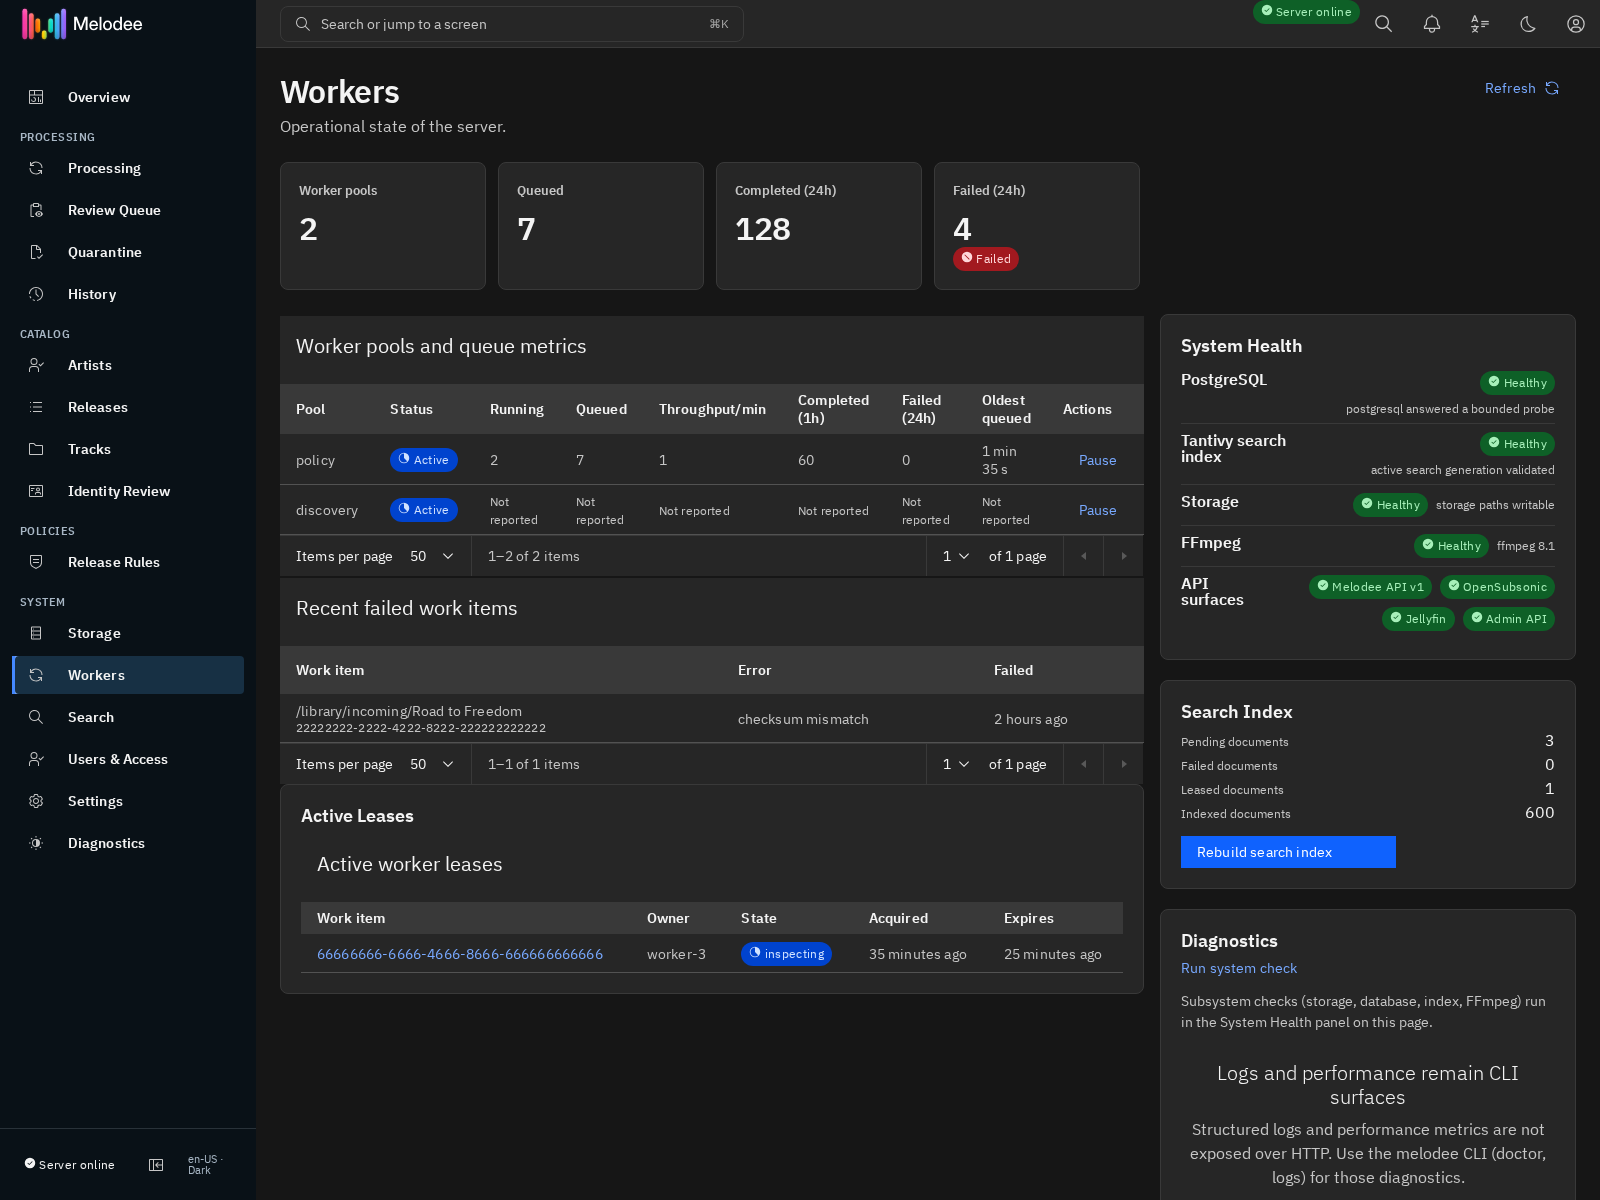 Melodee
Search or jump to a screen
⌘K
Server online
Overview
PROCESSING
Processing
Review Queue
Quarantine
History
CATALOG
Artists
Releases
Tracks
Identity Review
POLICIES
Release Rules
SYSTEM
Storage
Workers
Search
Users & Access
Settings
Diagnostics
Server online
en-US ·
Dark
Workers
Operational state of the server.
Refresh
Worker pools
2
Queued
7
Completed (24h)
128
Failed (24h)
4
Failed
Worker pools and queue metrics
Pool Status Running Queued Throughput/min Completed (1h) Failed (24h) Oldest queued Actions
policy Active 2 7 1 60 0 1 min 35 s Pause
discovery Active Not reported Not reported Not reported Not reported Not reported Not reported Pause
Items per page 50 1–2 of 2 items 1 of 1 page
Recent failed work items
Work item Error Failed
/library/incoming/Road to Freedom
22222222-2222-4222-8222-222222222222
checksum mismatch 2 hours ago
Items per page 50 1–1 of 1 items 1 of 1 page
Active Leases
Active worker leases
Work item Owner State Acquired Expires
66666666-6666-4666-8666-666666666666 worker-3 inspecting 35 minutes ago 25 minutes ago
System Health
PostgreSQL Healthy
postgresql answered a bounded probe
Tantivy search index Healthy
active search generation validated
Storage Healthy storage paths writable
FFmpeg Healthy ffmpeg 8.1
API surfaces Melodee API v1 OpenSubsonic
Jellyfin Admin API
Search Index
Pending documents 3
Failed documents 0
Leased documents 1
Indexed documents 600
Rebuild search index
Diagnostics
Run system check
Subsystem checks (storage, database, index, FFmpeg) run
in the System Health panel on this page.
Logs and performance remain CLI
surfaces
Structured logs and performance metrics are not
exposed over HTTP. Use the melodee CLI (doctor,
logs) for those diagnostics.